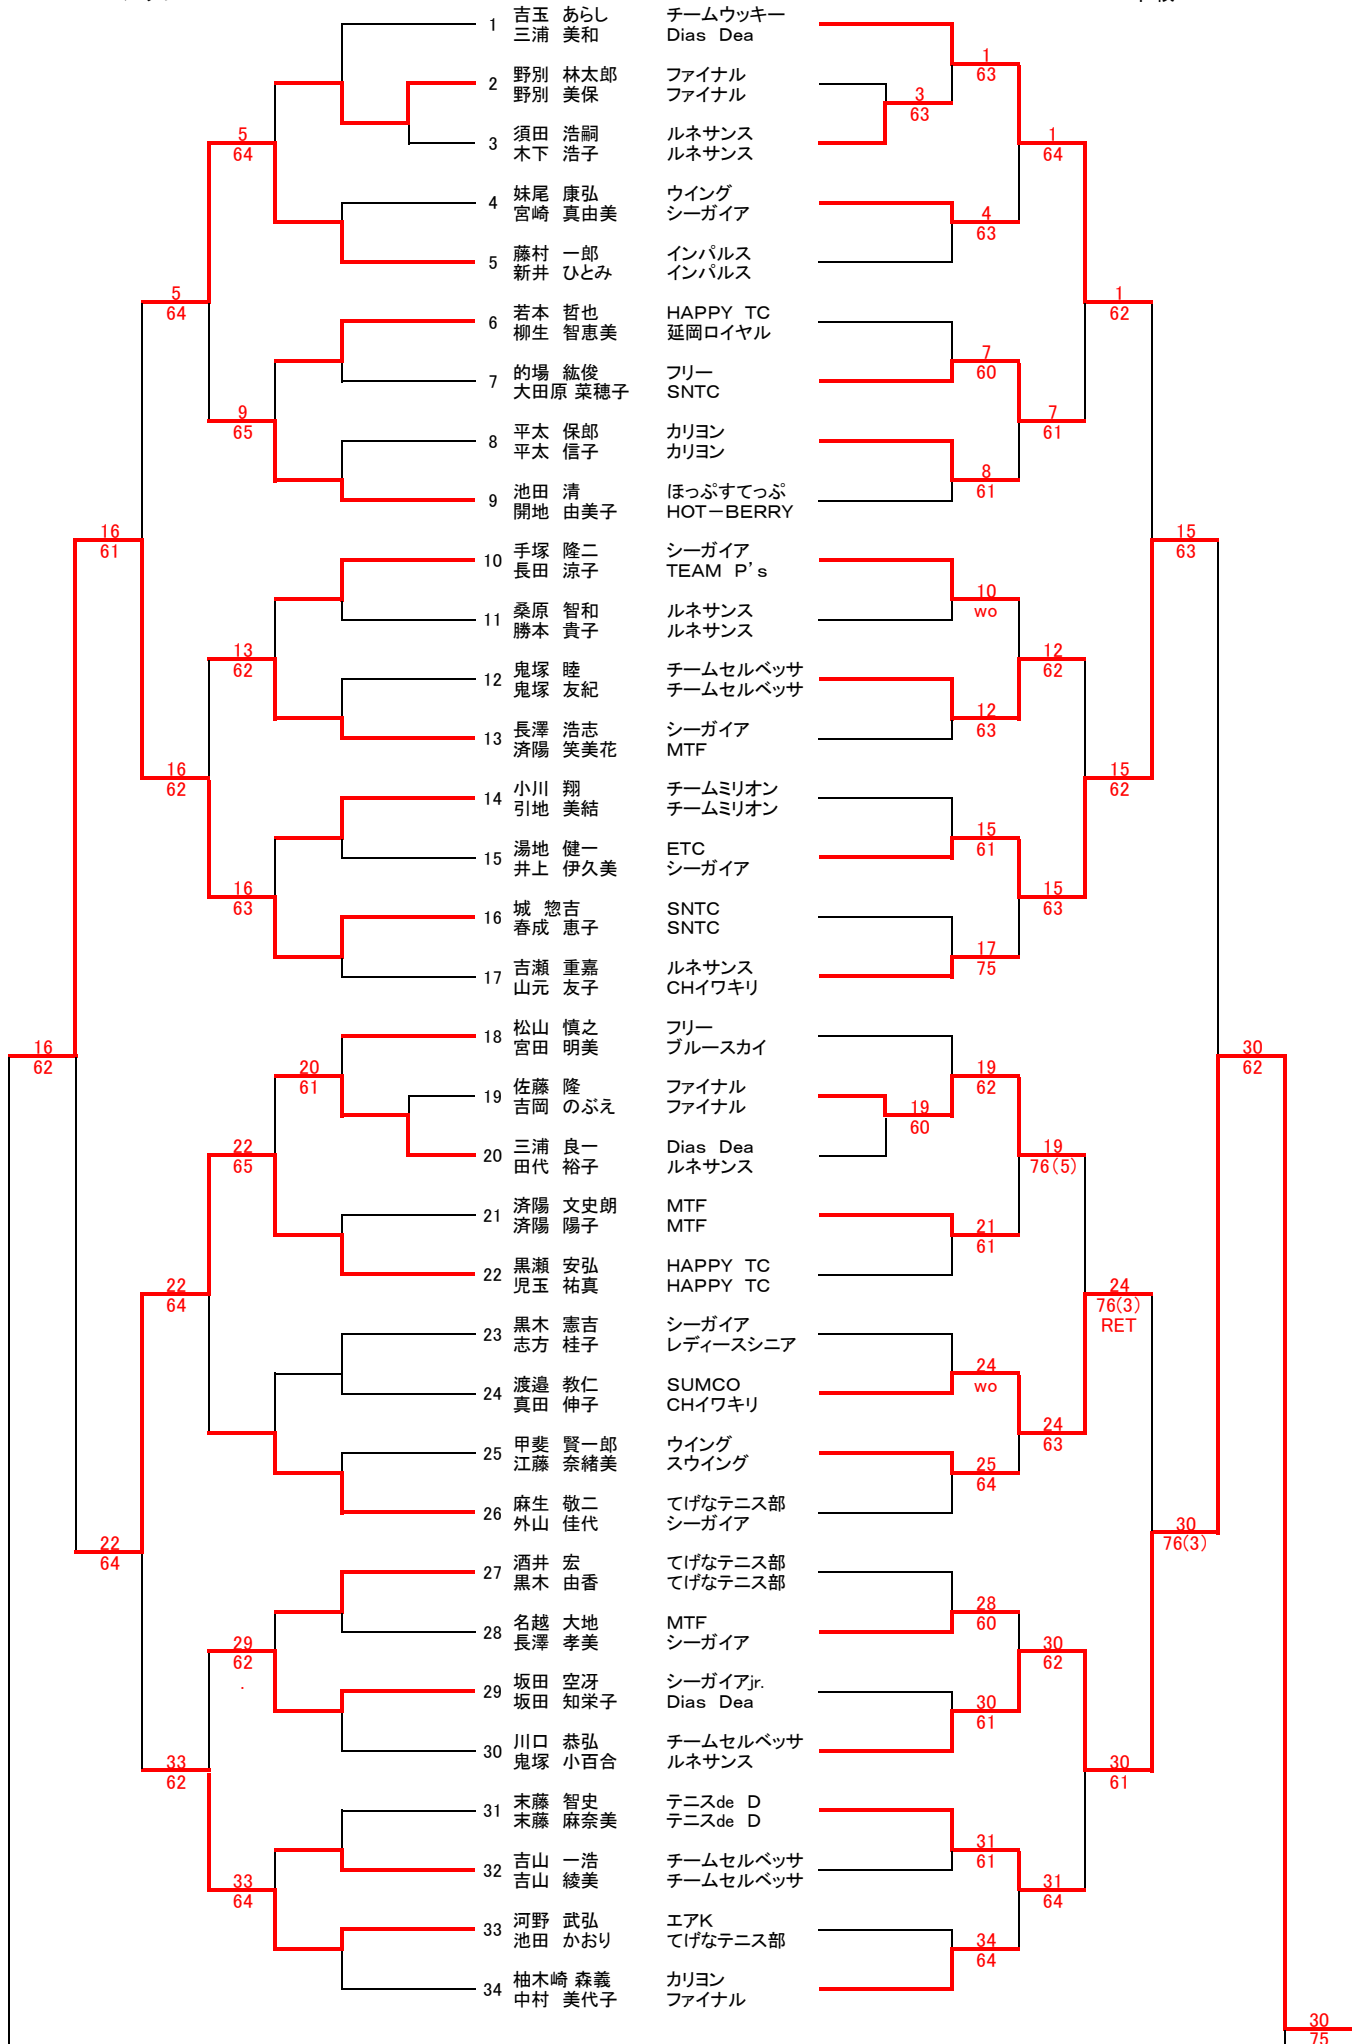 1 吉玉 あらし チームウッキー
三浦 美和 Dias Dea
1
63
2 野別 林太郎 ファイナル
野別 美保 ファイナル
3
63
3 須田 浩嗣 ルネサンス
木下 浩子 ルネサンス
5
64
1
64
4 妹尾 康弘 ウイング
宮崎 真由美 シーガイア
4
63
5 藤村 一郎 インパルス
新井 ひとみ インパルス
5
64
1
62
6 若本 哲也 HAPPY TC
柳生 智恵美 延岡ロイヤル
7
60
7 的場 紘俊 フリー
大田原 菜穂子 SNTC
9
65
7
61
8 平太 保郎 カリヨン
平太 信子 カリヨン
8
61
9 池田 清 ほっぷすてっぷ
開地 由美子 HOT-BERRY
16
61
15
63
10 手塚 隆二 シーガイア
長田 涼子 TEAM P's
10
wo
11 桑原 智和 ルネサンス
勝本 貴子 ルネサンス
13
62
12
62
12 鬼塚 睦 チームセルベッサ
鬼塚 友紀 チームセルベッサ
12
63
13 長澤 浩志 シーガイア
済陽 笑美花 MTF
16
62
15
62
14 小川 翔 チームミリオン
引地 美結 チームミリオン
15
61
15 湯地 健一 ETC
井上 伊久美 シーガイア
16
63
15
63
16 城 惣吉 SNTC
春成 恵子 SNTC
17
75
17 吉瀬 重嘉 ルネサンス
山元 友子 CHイワキリ
16
62
30
62
18 松山 慎之 フリー
宮田 明美 ブルースカイ
20
61
19
62
19 佐藤 隆 ファイナル
吉岡 のぶえ ファイナル
19
60
20 三浦 良一 Dias Dea
田代 裕子 ルネサンス
22
65
19
76(5)
21 済陽 文史朗 MTF
済陽 陽子 MTF
21
61
22 黒瀬 安弘 HAPPY TC
児玉 祐真 HAPPY TC
22
64
24
76(3)
RET
23 黒木 憲吉 シーガイア
志方 桂子 レディースシニア
24
wo
24 渡邉 教仁 SUMCO
真田 伸子 CHイワキリ
24
63
25 甲斐 賢一郎 ウイング
江藤 奈緒美 スウイング
25
64
26 麻生 敬二 てげなテニス部
外山 佳代 シーガイア
22
64
30
76(3)
27 酒井 宏 てげなテニス部
黒木 由香 てげなテニス部
28
60
28 名越 大地 MTF
長澤 孝美 シーガイア
29
62
.
30
62
29 坂田 空冴 シーガイアjr.
坂田 知栄子 Dias Dea
30
61
30 川口 恭弘 チームセルベッサ
鬼塚 小百合 ルネサンス
33
62
30
61
31 末藤 智史 テニスde D
末藤 麻奈美 テニスde D
31
61
32 吉山 一浩 チームセルベッサ
吉山 綾美 チームセルベッサ
33
64
31
64
33 河野 武弘 エアK
池田 かおり てげなテニス部
34
64
34 柚木崎 森義 カリヨン
中村 美代子 ファイナル
30
75